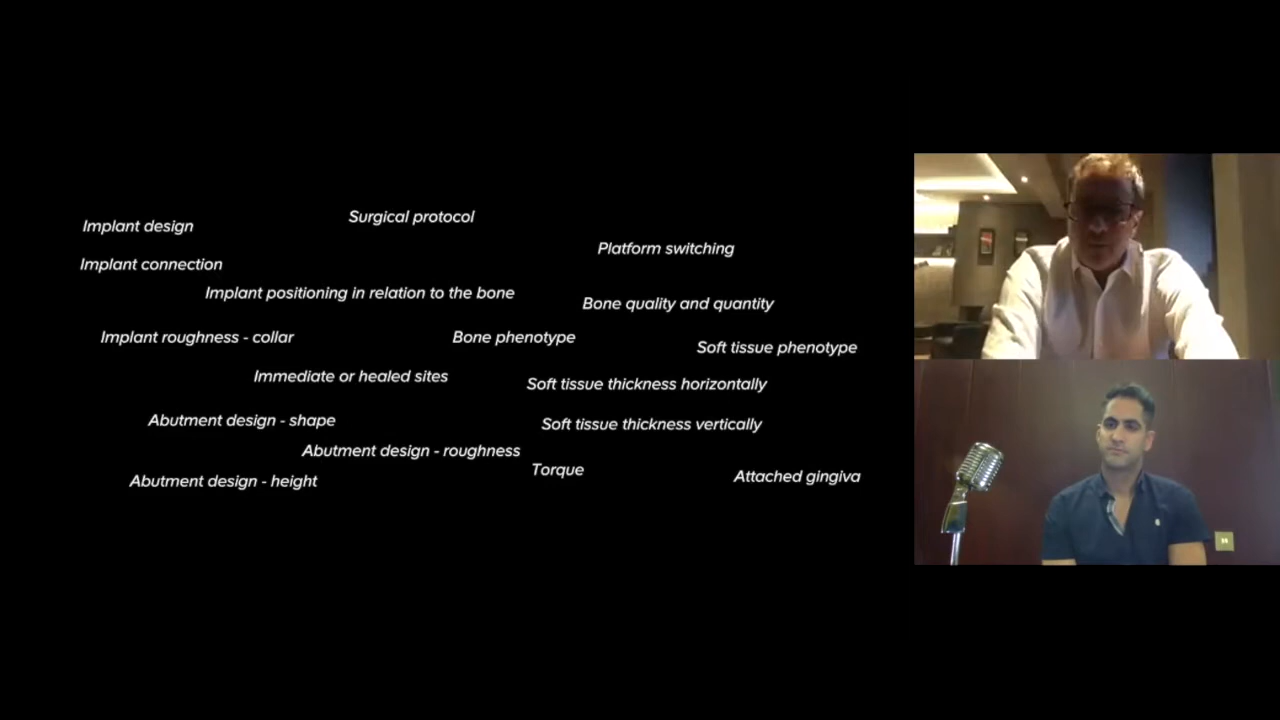 Implant design
Surgical protocol
Platform switching
Implant connection
Implant positioning in relation to the bone
Bone quality and quantity
Implant roughness - collar
Bone phenotype
Soft tissue phenotype
Immediate or healed sites
Soft tissue thickness horizontally
Abutment design - shape
Soft tissue thickness vertically
Abutment design - roughness
Torque
Abutment design - height
Attached gingiva